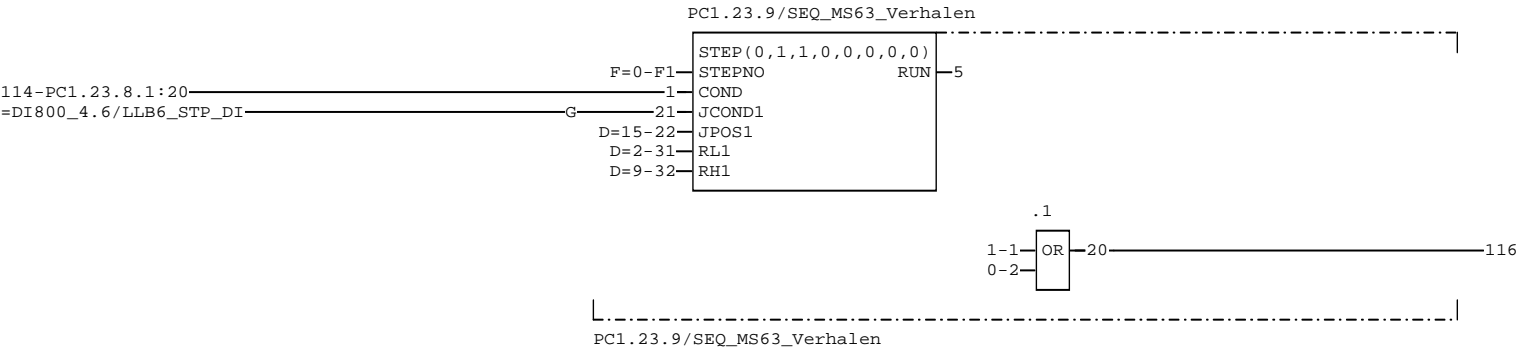 PC1.23.9/SEQ_MS63_Verhalen
STEP(0,1,1,0,0,0,0,0)
F=0-F1 STEPNO RUN 5
114-PC1.23.8.1:20 1 COND
=DI800_4.6/LLB6_STP_DI G 21 JCOND1
D=15-22 JPOS1
D=2-31 RL1
D=9-32 RH1
.1
1-1 OR 20 116
0-2
PC1.23.9/SEQ_MS63_Verhalen